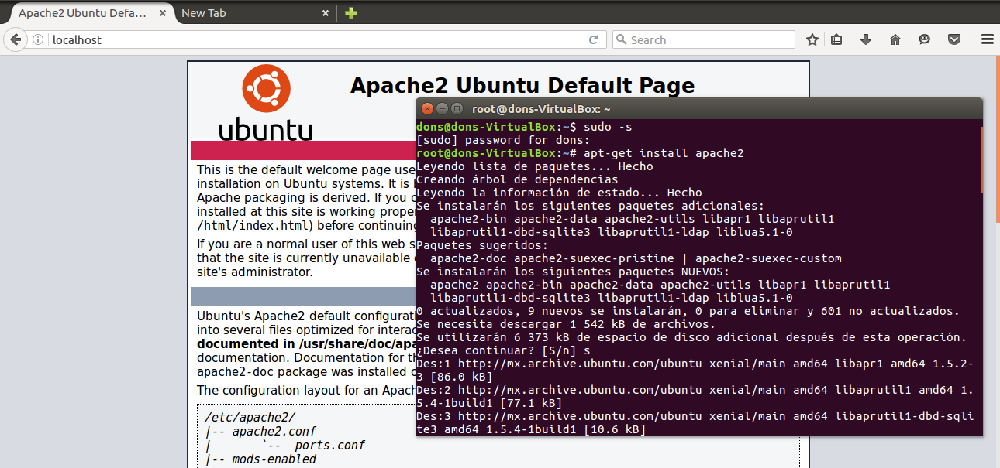 Apache2 Ubuntu Defa...
New Tab
localhost
Search
Apache2 Ubuntu Default Page
ubuntu
This is the default welcome page use
installation on Ubuntu systems. It is
Apache packaging is derived. If you
installed at this site is working
/html/index.html) before continuing
If you are a normal user of this web
that the site is currently unavailable
site's administrator.
Ubuntu's Apache2 default
into several files optimized for
documented in /usr/share/doc/apa
documentation. Documentation for
apache2-doc package was installed
The configuration layout for an Apach
/etc/apache2/
|-- apache2.conf
|       `--  ports.conf
|-- mods-enabled
root@dons-VirtualBox: ~
dons@dons-VirtualBox:~$ sudo -s
[sudo] password for dons:
root@dons-VirtualBox:~# apt-get install apache2
Leyendo lista de paquetes... Hecho
Creando árbol de dependencias
Leyendo la información de estado... Hecho
Se instalarán los siguientes paquetes adicionales:
  apache2-bin apache2-data apache2-utils libapr1 libaprutil1
  libaprutil1-dbd-sqlite3 libaprutil1-ldap liblua5.1-0
Paquetes sugeridos:
  apache2-doc apache2-suexec-pristine | apache2-suexec-custom
Se instalarán los siguientes paquetes NUEVOS:
  apache2 apache2-bin apache2-data apache2-utils libapr1 libaprutil1
  libaprutil1-dbd-sqlite3 libaprutil1-ldap liblua5.1-0
0 actualizados, 9 nuevos se instalarán, 0 para eliminar y 601 no actualizados.
Se necesita descargar 1 542 kB de archivos.
Se utilizarán 6 373 kB de espacio de disco adicional después de esta operación.
¿Desea continuar? [S/n] s
Des:1 http://mx.archive.ubuntu.com/ubuntu xenial/main amd64 libapr1 amd64 1.5.2-
3 [86.0 kB]
Des:2 http://mx.archive.ubuntu.com/ubuntu xenial/main amd64 libaprutil1 amd64 1.
5.4-1build1 [77.1 kB]
Des:3 http://mx.archive.ubuntu.com/ubuntu xenial/main amd64 libaprutil1-dbd-sqli
te3 amd64 1.5.4-1build1 [10.6 kB]